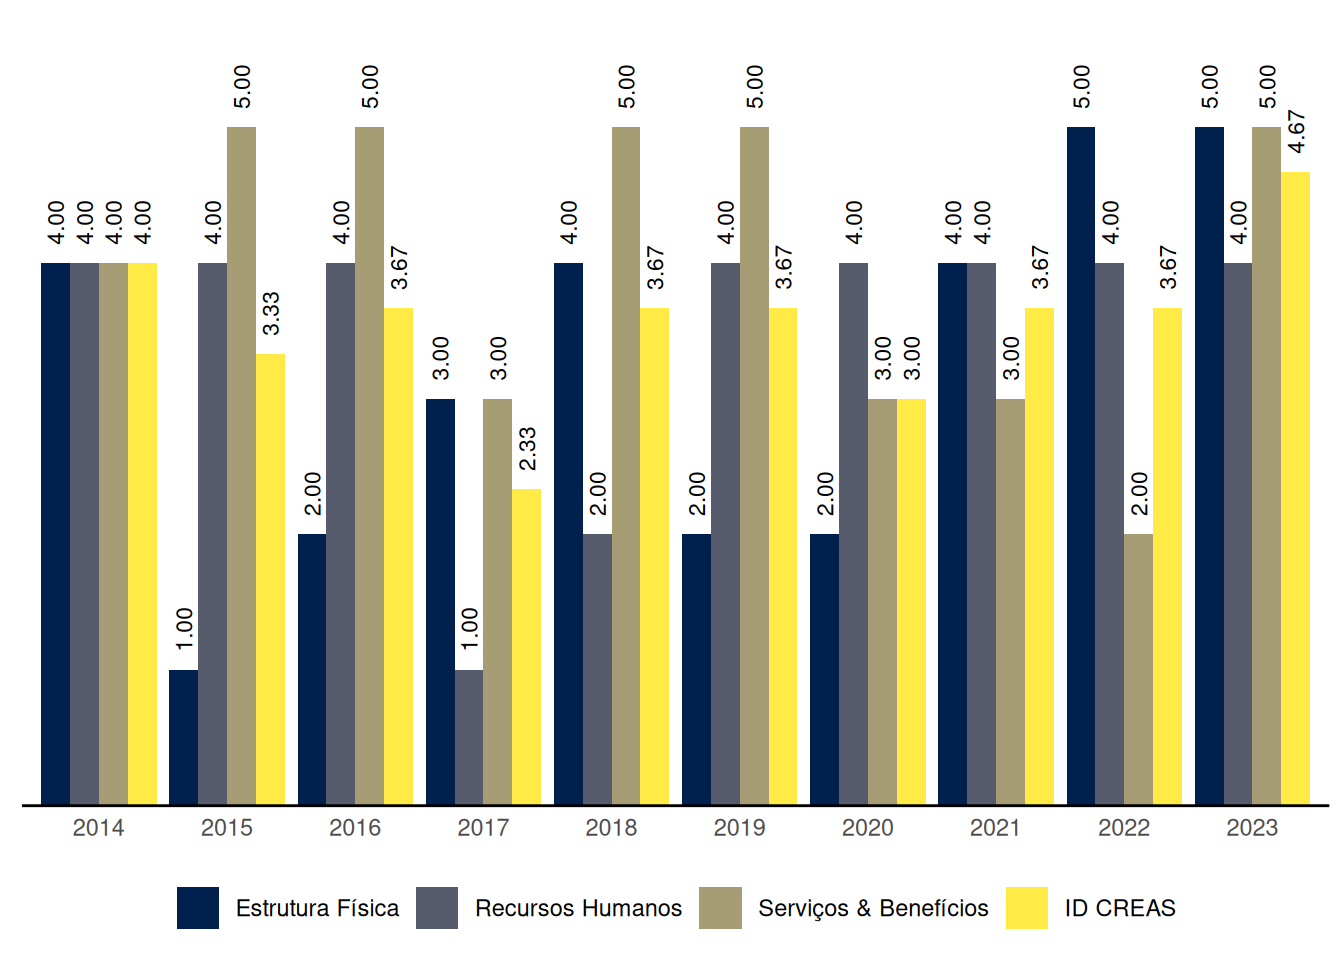 4.00 4.00 4.00 4.00 1.00 4.00 5.00 3.33 2.00 4.00 5.00 3.67 3.00 1.00 3.00 2.33 4.00 2.00 5.00 3.67 2.00 4.00 5.00 3.67 2.00 4.00 3.00 3.00 4.00 4.00 3.00 3.67 5.00 4.00 2.00 3.67 5.00 4.00 5.00 4.67
2014 2015 2016 2017 2018 2019 2020 2021 2022 2023
Estrutura Física Recursos Humanos Serviços & Benefícios ID CREAS